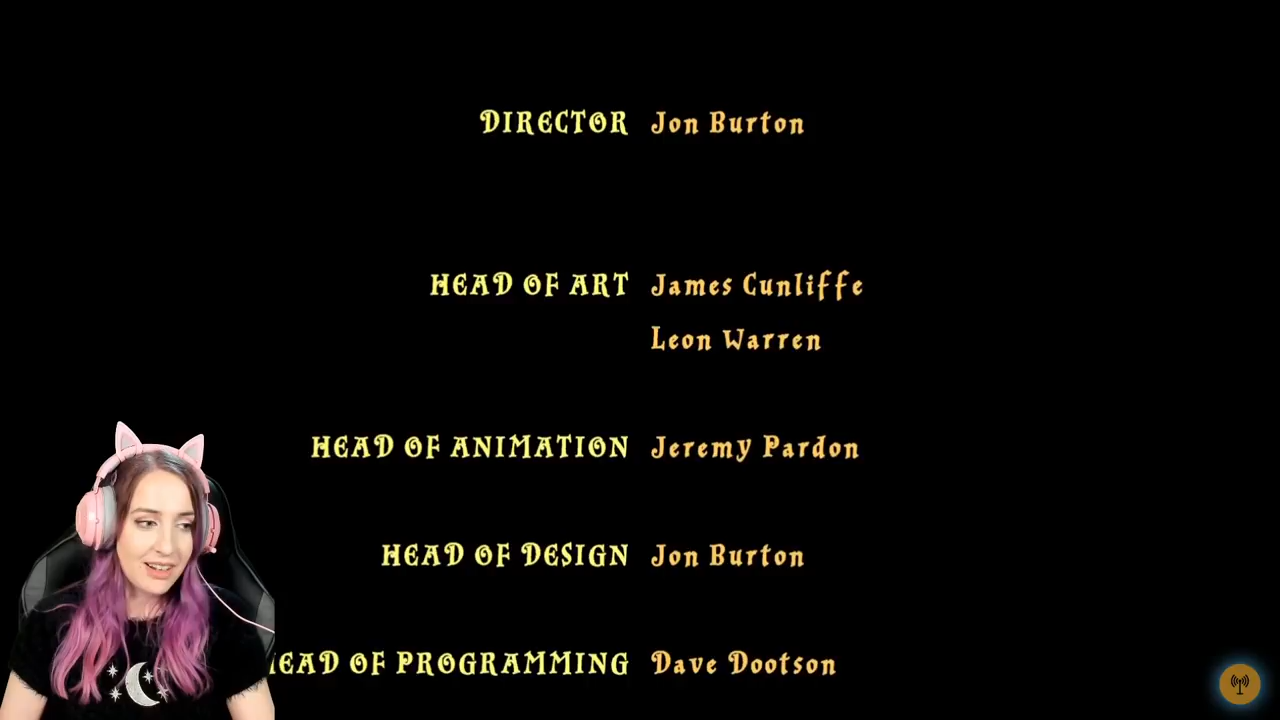 DIRECTOR Jon Burton
HEAD OF ART James Cunliffe
Leon Warren
HEAD OF ANIMATION Jeremy Pardon
HEAD OF DESIGN Jon Burton
HEAD OF PROGRAMMING Dave Dootson